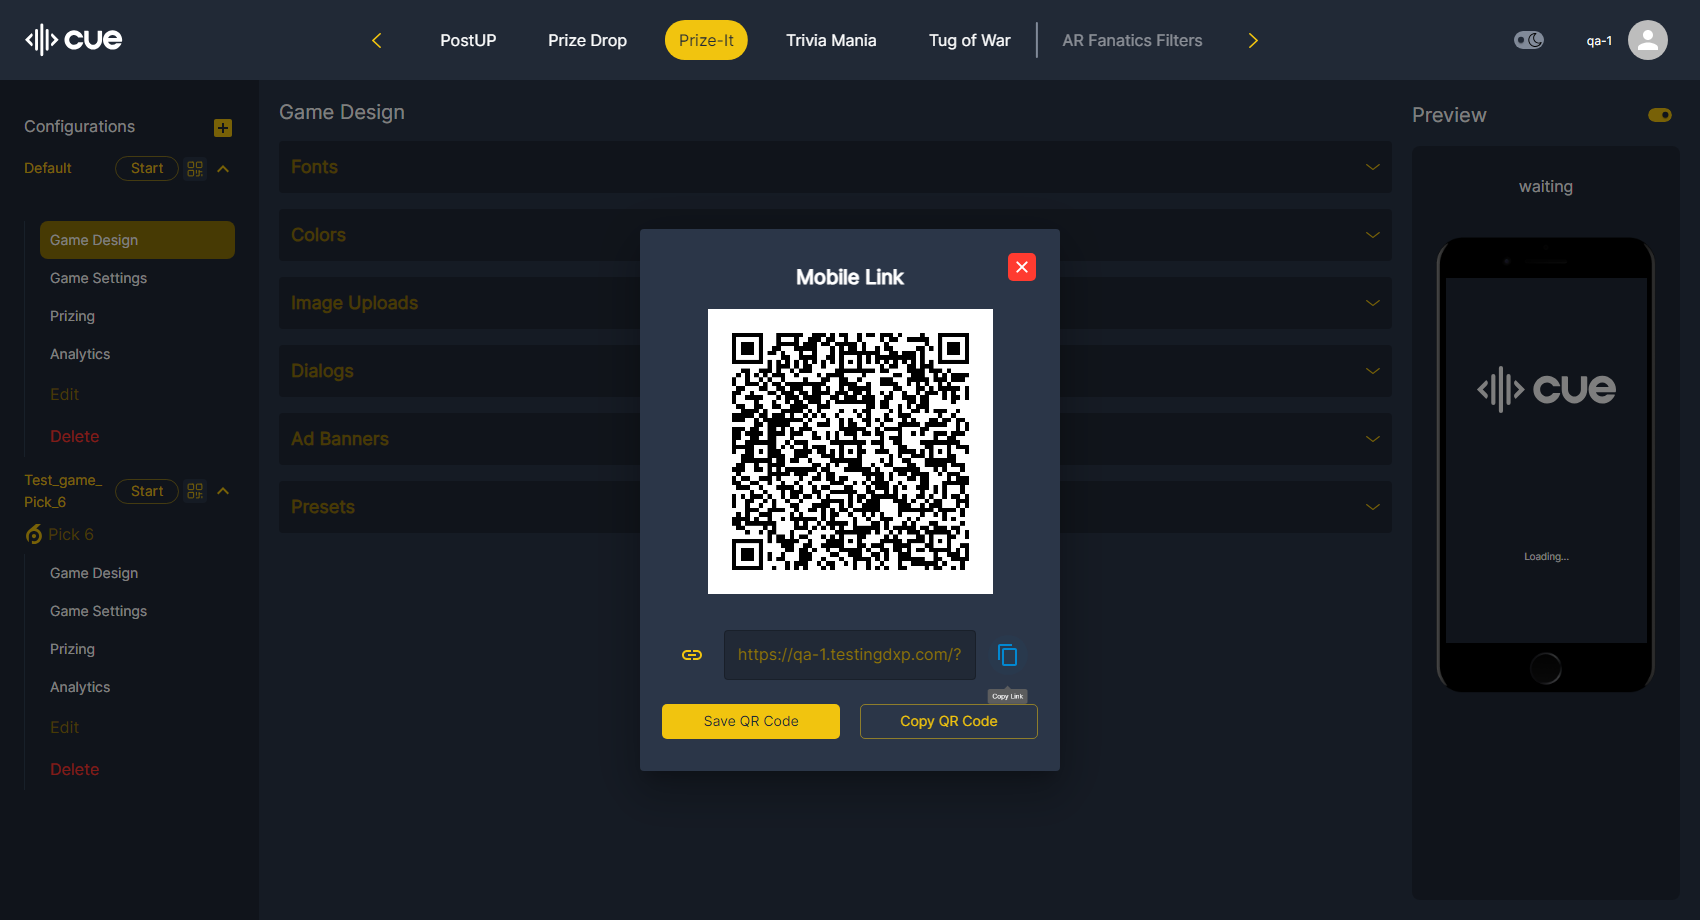 cue
PostUP
Prize Drop
Prize-It
Trivia Mania
Tug of War
AR Fanatics Filters
qa-1
Configurations
Default
Start
Game Design
Game Settings
Prizing
Analytics
Edit
Delete
Test_game_
Pick_6
Start
Pick 6
Game Design
Game Settings
Prizing
Analytics
Edit
Delete
Game Design
Fonts
Colors
Image Uploads
Dialogs
Ad Banners
Presets
Mobile Link
https://qa-1.testingdxp.com/?
Copy Link
Save QR Code
Copy QR Code
Preview
waiting
cue
Loading...